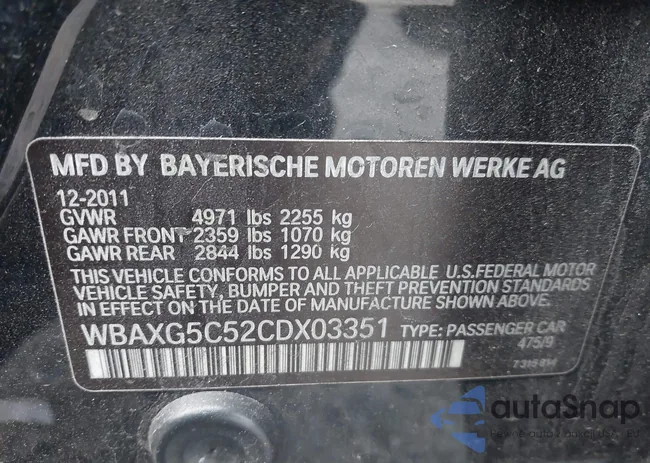 MFD BY BAYERISCHE MOTOREN WERKE AG
12-2011
GVWR 4971 lbs 2255 kg
GAWR FRONT 2359 lbs 1070 kg
GAWR REAR 2844 lbs 1290 kg
THIS VEHICLE CONFORMS TO ALL APPLICABLE U.S.FEDERAL MOTOR
VEHICLE SAFETY, BUMPER AND THEFT PREVENTION STANDARDS
IN EFFECT ON THE DATE OF MANUFACTURE SHOWN ABOVE.
WBAXG5C52CDX03351 TYPE: PASSENGER CAR
475/9
autaSnap